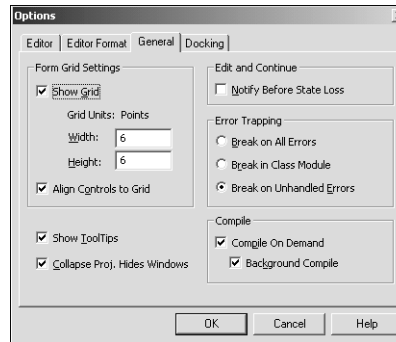 Options
Editor Editor Format General Docking
Form Grid Settings
Show Grid
Grid Units: Points
Width: 6
Height: 6
Align Controls to Grid
Show ToolTips
Collapse Proj. Hides Windows
Edit and Continue
Notify Before State Loss
Error Trapping
Break on All Errors
Break in Class Module
Break on Unhandled Errors
Compile
Compile On Demand
Background Compile
OK Cancel Help